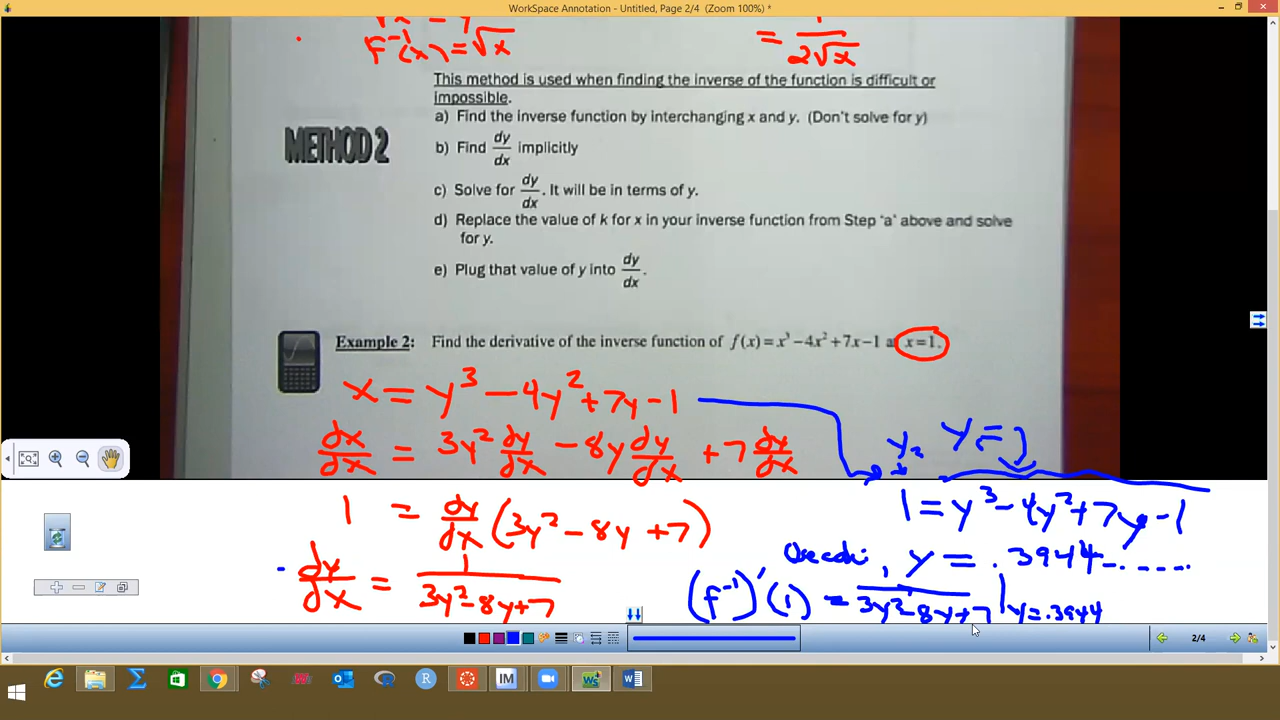 WorkSpace Annotation - Untitled, Page 2/4 (Zoom 100%) *
F⁻¹(x) = √x
= 1/(2√x)
This method is used when finding the inverse of the function is difficult or
impossible.
METHOD 2
a) Find the inverse function by interchanging x and y. (Don't solve for y)
b) Find dy/dx implicitly
c) Solve for dy/dx. It will be in terms of y.
d) Replace the value of k for x in your inverse function from Step 'a' above and solve
for y.
e) Plug that value of y into dy/dx.
Example 2: Find the derivative of the inverse function of f(x) = x³ − 4x² + 7x − 1 at x = 1.
x = y³ − 4y² + 7y − 1
dx/dx = 3y² dy/dx − 8y dy/dx + 7 dy/dx
y₂ y =
1 = dy/dx (3y² − 8y + 7)
1 = y³ − 4y² + 7y − 1
, y = .3944......
dy/dx = 1/(3y² − 8y + 7)
(f⁻¹)'(1) = 1/(3y² − 8y + 7) | y = .3944
2/4
IM
R
W